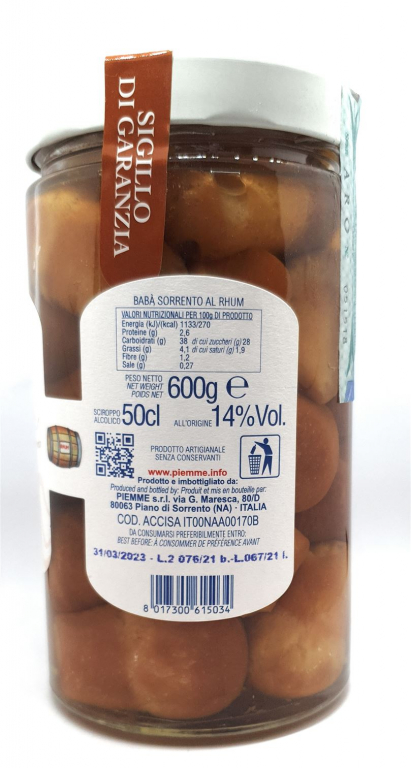 SIGILLO
DI GARANZIA
BABÀ SORRENTO AL RHUM
VALORI NUTRIZIONALI PER 100g DI PRODOTTO
Energia (kJ)/(kcal) 1133/270
Proteine (g) 2,6
Carboidrati (g) 38 di cui zuccheri (g) 28
Grassi (g) 4,1 di cui saturi (g) 1,9
Fibre (g) 1,2
Sale (g) 0,27
PESO NETTO
NET WEIGHT
POIDS NET
600g ℮
SCIROPPO
ALCOLICO
50cl ALL'ORIGINE 14%Vol.
PRODOTTO ARTIGIANALE
SENZA CONSERVANTI
www.piemme.info
Prodotto e imbottigliato da:
Produced and bottled by: Produit et mis en bouteille par:
PIEMME s.r.l. via G. Maresca, 80/D
80063 Piano di Sorrento (NA) · ITALIA
COD. ACCISA IT00NAA00170B
DA CONSUMARSI PREFERIBILMENTE ENTRO:
BEST BEFORE: À CONSOMMER DE PRÉFÉRENCE AVANT
31/03/2023 - L.2 076/21 b.-L.067/21 i.
8 017300 615034